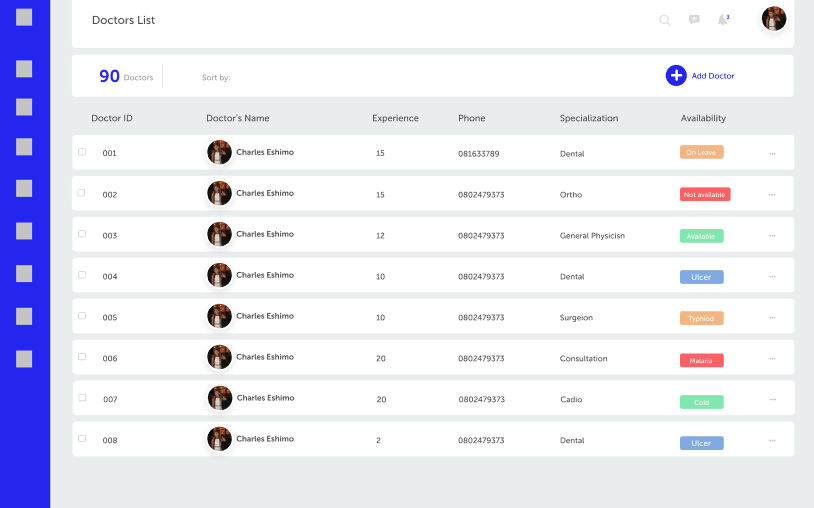 Doctors List
3
90 Doctors Sort by: Add Doctor
Doctor ID Doctor's Name Experience Phone Specialization Availability
001 Charles Eshimo 15 081633789 Dental On Leave ...
002 Charles Eshimo 15 0802479373 Ortho Not available ...
003 Charles Eshimo 12 0802479373 General Physicisn Available ...
004 Charles Eshimo 10 0802479373 Dental Ulcer ...
005 Charles Eshimo 10 0802479373 Surgeion Typhiod ...
006 Charles Eshimo 20 0802479373 Consultation Malaria ...
007 Charles Eshimo 20 0802479373 Cadio Cold ...
008 Charles Eshimo 2 0802479373 Dental Ulcer ...